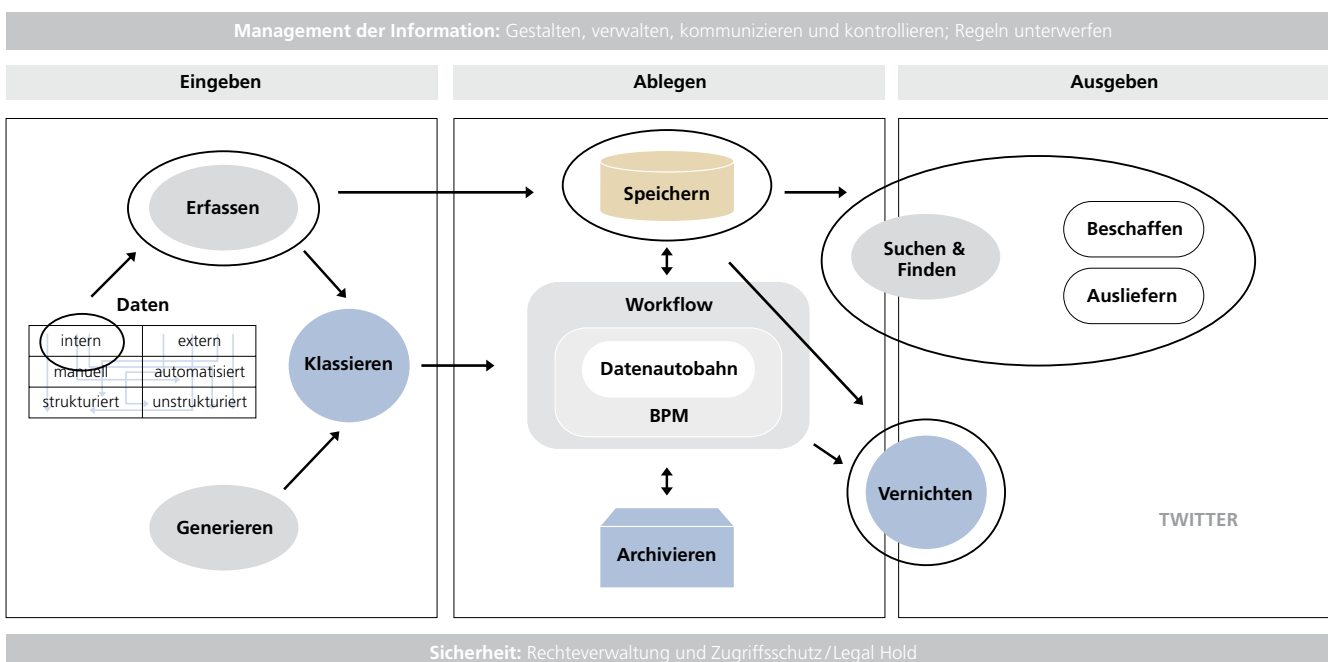 Management der Information: Gestalten, verwalten, kommunizieren und kontrollieren; Regeln unterwerfen
Eingeben
Ablegen
Ausgeben
Erfassen
Daten
intern
extern
manuell
automatisiert
strukturiert
unstrukturiert
Klassieren
Generieren
Speichern
Workflow
Datenautobahn
BPM
Archivieren
Suchen &
Finden
Beschaffen
Ausliefern
Vernichten
TWITTER
Sicherheit: Rechteverwaltung und Zugriffsschutz/Legal Hold